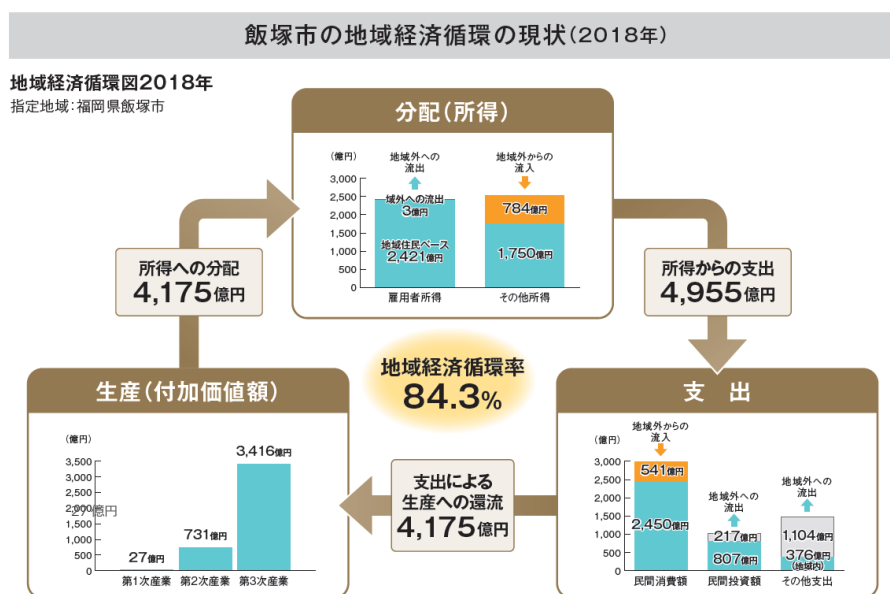 飯塚市の地域経済循環の現状（2018年）
地域経済循環図2018年
指定地域：福岡県飯塚市
分配（所得）
（億円）
地域外への
流出
地域外からの
流入
3,000
2,500
2,000
1,500
1,000
500
0
域外への流出
3億円
地域住民ベース
2,421億円
784億円
1,750億円
雇用者所得
その他所得
所得への分配
4,175億円
所得からの支出
4,955億円
地域経済循環率
84.3%
生産（付加価値額）
（億円）
3,500
3,000
2,500
2,000
1,500
1,000
500
0
27億円
27億円
731億円
3,416億円
第1次産業
第2次産業
第3次産業
支出による
生産への還流
4,175億円
支 出
（億円）
地域外からの
流入
3,000
2,500
2,000
1,500
1,000
500
0
541億円
2,450億円
地域外への
流出
217億円
807億円
地域外への
流出
1,104億円
376億円
（地域内）
民間消費額
民間投資額
その他支出